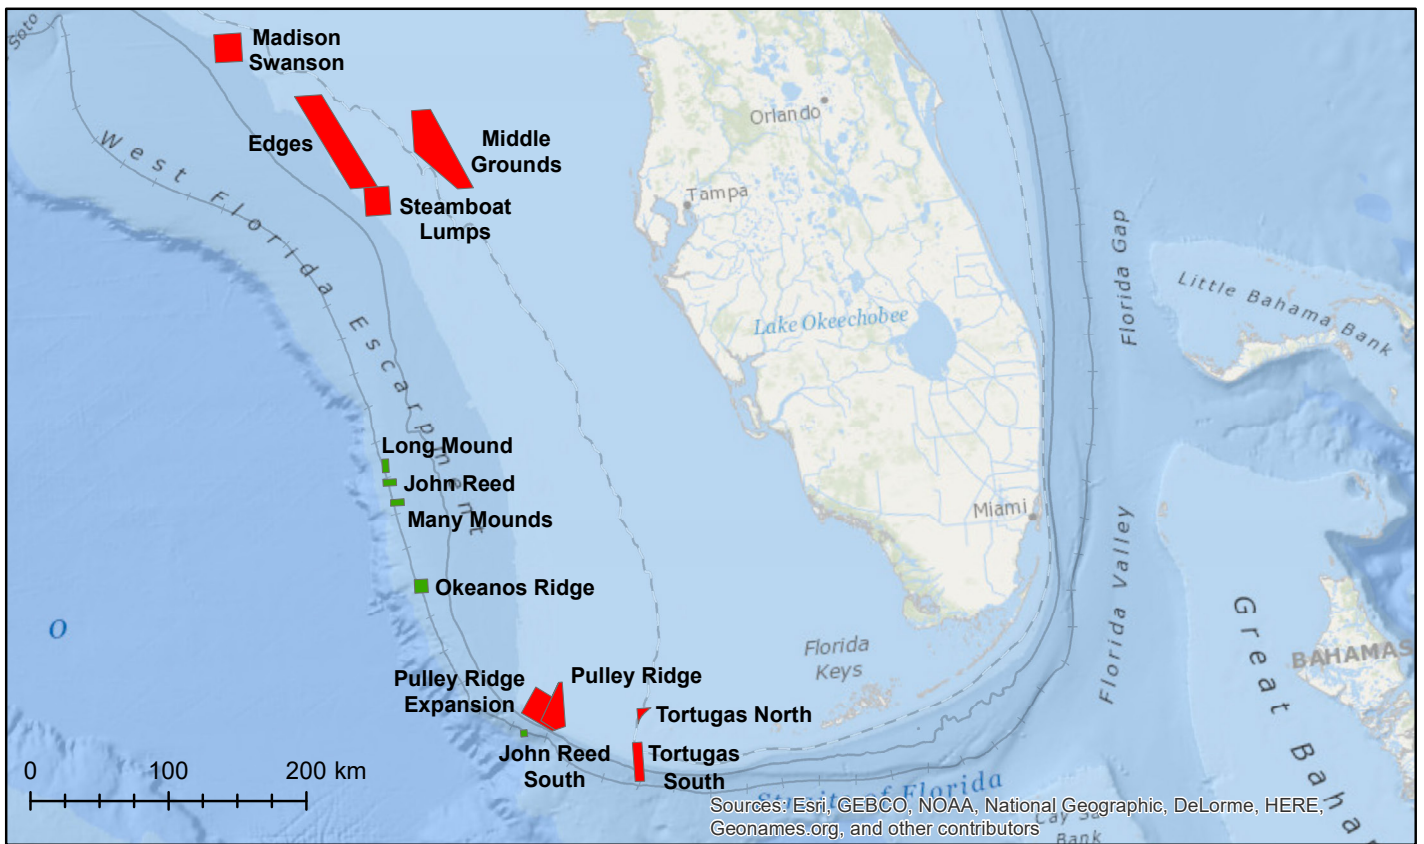 Soto
Madison
Swanson
Edges
Middle
Grounds
Steamboat
Lumps
Orlando
Tampa
West Florida Escarpment
Lake Okeechobee
Florida Gap
Little Bahama Bank
Long Mound
John Reed
Many Mounds
Miami
Florida Valley
Okeanos Ridge
O
Great Baham
BAHAMAS
Florida
Keys
Pulley Ridge
Expansion
Pulley Ridge
Tortugas North
John Reed
South
Tortugas
South
0 100 200 km
Straits of Florida
Cay Sa
Bank
Sources: Esri, GEBCO, NOAA, National Geographic, DeLorme, HERE,
Geonames.org, and other contributors